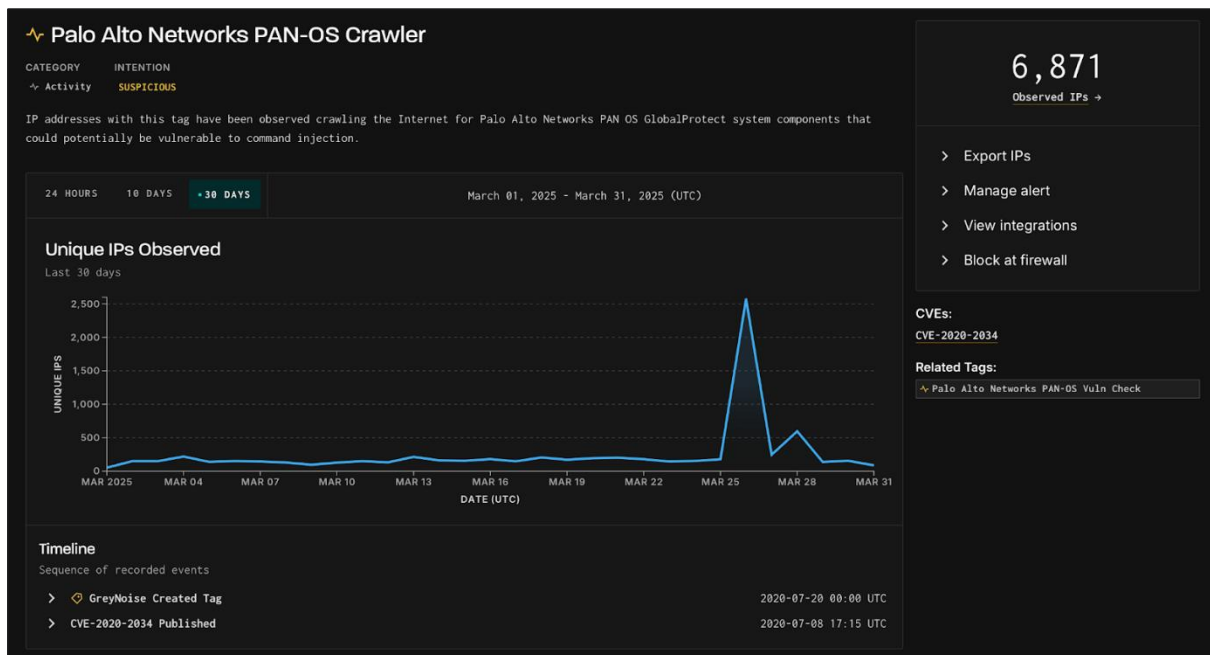 Palo Alto Networks PAN-OS Crawler
CATEGORY INTENTION
Activity SUSPICIOUS
IP addresses with this tag have been observed crawling the Internet for Palo Alto Networks PAN OS GlobalProtect system components that
could potentially be vulnerable to command injection.
24 HOURS 10 DAYS 30 DAYS March 01, 2025 - March 31, 2025 (UTC)
Unique IPs Observed
Last 30 days
2,500
2,000
1,500
1,000
500
0
UNIQUE IPS
MAR 2025 MAR 04 MAR 07 MAR 10 MAR 13 MAR 16 MAR 19 MAR 22 MAR 25 MAR 28 MAR 31
DATE (UTC)
Timeline
Sequence of recorded events
GreyNoise Created Tag 2020-07-20 00:00 UTC
CVE-2020-2034 Published 2020-07-08 17:15 UTC
6,871
Observed IPs →
Export IPs
Manage alert
View integrations
Block at firewall
CVEs:
CVE-2020-2034
Related Tags:
Palo Alto Networks PAN-OS Vuln Check